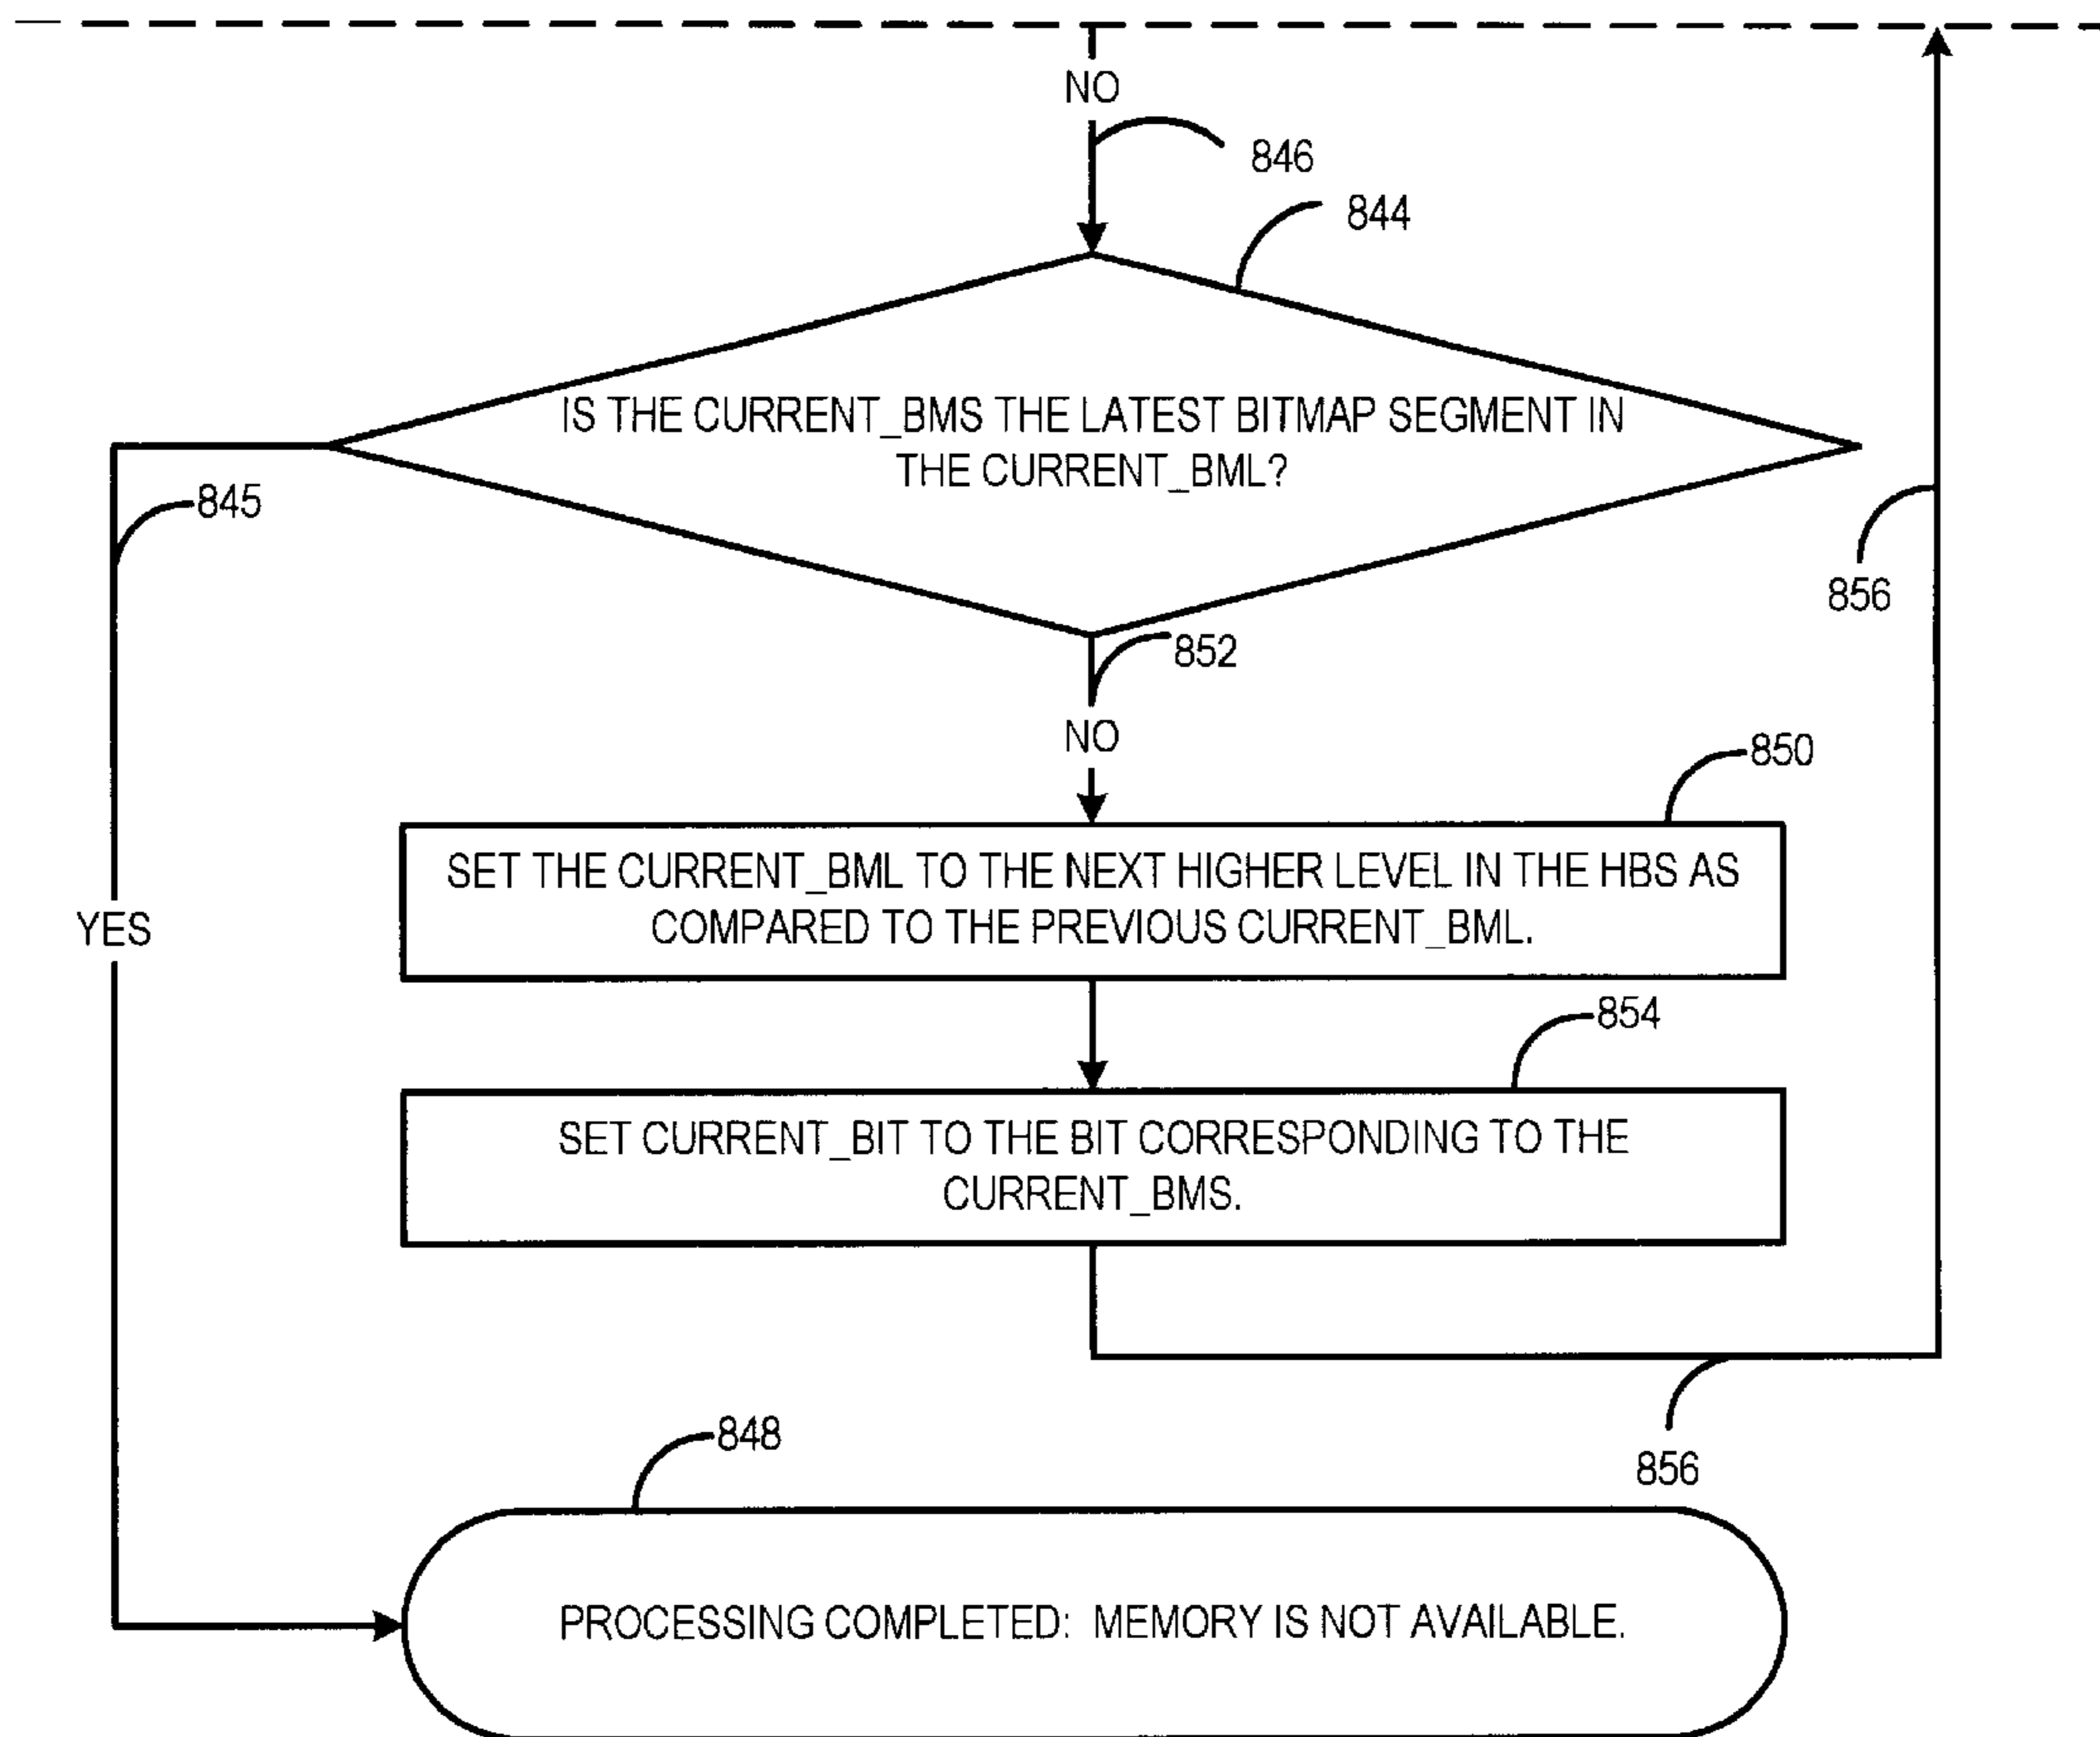 NO
846
844
IS THE CURRENT_BMS THE LATEST BITMAP SEGMENT IN
THE CURRENT_BML?
845
856
852
NO
850
SET THE CURRENT_BML TO THE NEXT HIGHER LEVEL IN THE HBS AS
COMPARED TO THE PREVIOUS CURRENT_BML.
YES
854
SET CURRENT_BIT TO THE BIT CORRESPONDING TO THE
CURRENT_BMS.
848
856
PROCESSING COMPLETED: MEMORY IS NOT AVAILABLE.